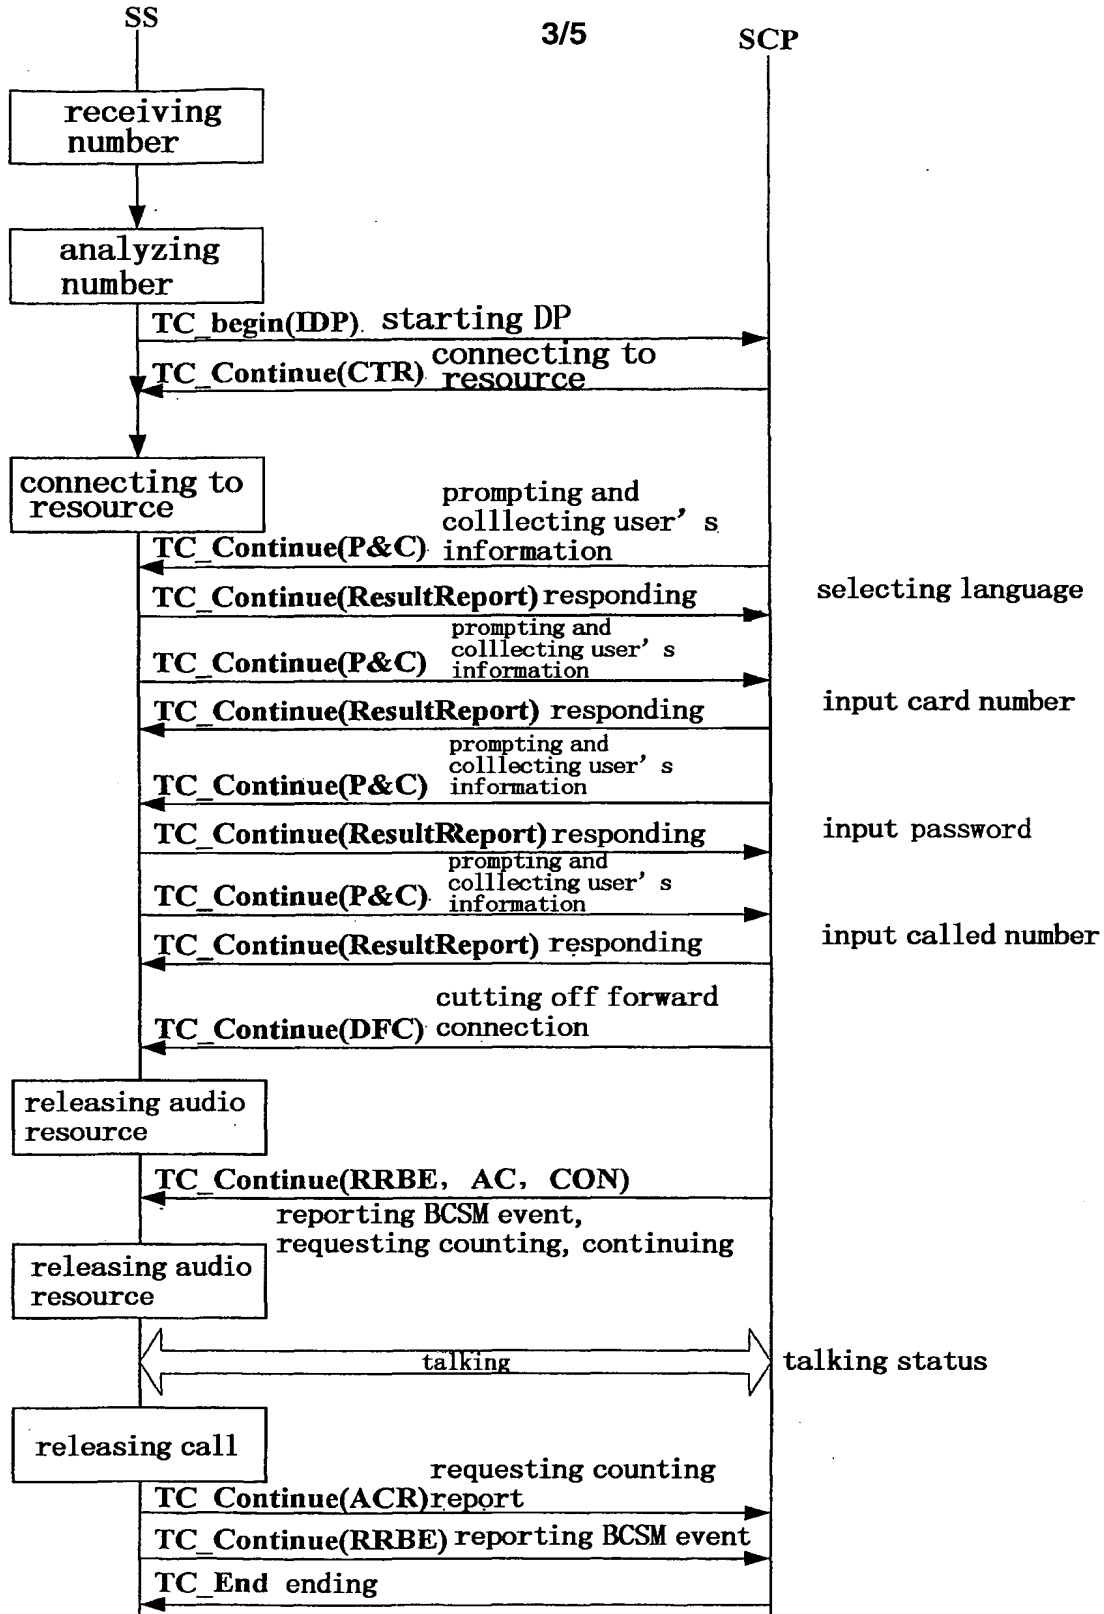 SS
3/5
SCP
receiving
number
analyzing
number
TC_begin(IDP). starting DP
connecting to
TC_Continue(CTR) resource
connecting to
resource
prompting and
colllecting user's
TC_Continue(P&C) information
TC_Continue(ResultReport) responding
selecting language
prompting and
colllecting user's
TC_Continue(P&C) information
TC_Continue(ResultReport) responding
input card number
prompting and
colllecting user's
TC_Continue(P&C) information
TC_Continue(ResultRReport) responding
input password
prompting and
colllecting user's
TC_Continue(P&C) information
TC_Continue(ResultReport) responding
input called number
cutting off forward
TC_Continue(DFC) connection
releasing audio
resource
TC_Continue(RRBE, AC, CON)
reporting BCSM event,
requesting counting, continuing
releasing audio
resource
talking
talking status
releasing call
requesting counting
TC_Continue(ACR) report
TC_Continue(RRBE) reporting BCSM event
TC_End ending